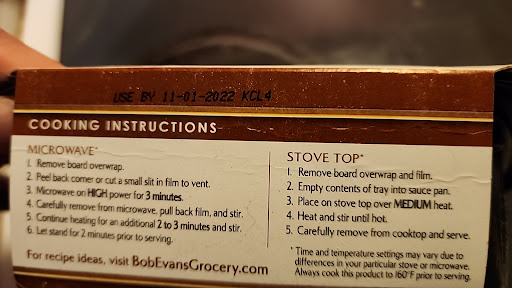 USE BY 11-01-2022 KCL4
COOKING INSTRUCTIONS
MICROWAVE*
1. Remove board overwrap.
2. Peel back corner or cut a small slit in film to vent.
3. Microwave on HIGH power for 3 minutes.
4. Carefully remove from microwave, pull back film, and stir.
5. Continue heating for an additional 2 to 3 minutes and stir.
6. Let stand for 2 minutes prior to serving.
For recipe ideas, visit BobEvansGrocery.com
STOVE TOP*
1. Remove board overwrap and film.
2. Empty contents of tray into sauce pan.
3. Place on stove top over MEDIUM heat.
4. Heat and stir until hot.
5. Carefully remove from cooktop and serve.
* Time and temperature settings may vary due to
differences in your particular stove or microwave.
Always cook this product to 160°F prior to serving.